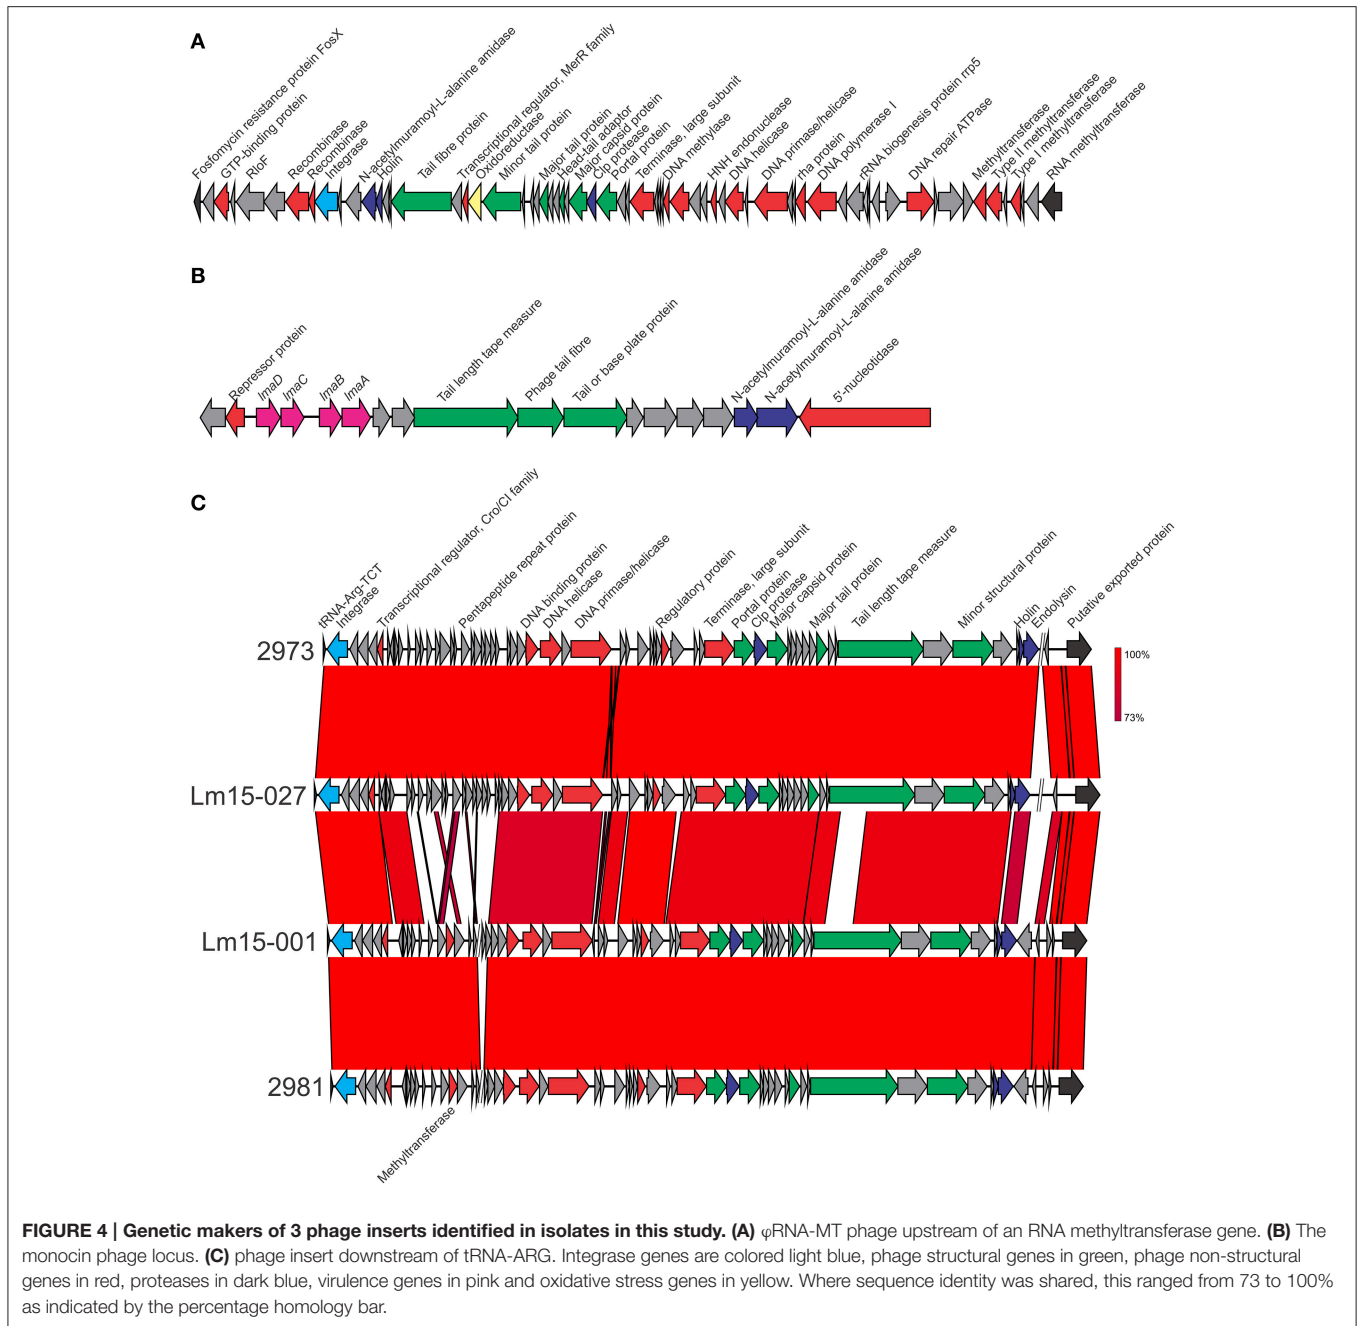 A
Fosfomycin resistance protein FosX
GTP-binding protein
RloF
Recombinase
Recombinase
Integrase
N-acetylmuramoyl-L-alanine amidase
Holin
Tail fibre protein
Transcriptional regulator, MerR family
Oxidoreductase
Minor tail protein
Major tail protein
Head-tail adaptor
Major capsid protein
Clp protease
Portal protein
Terminase, large subunit
DNA methylase
HNH endonuclease
DNA helicase
DNA primase/helicase
rha protein
DNA polymerase I
rRNA biogenesis protein rrp5
DNA repair ATPase
Methyltransferase
Type II methyltransferase
Type I methyltransferase
RNA methyltransferase
B
Repressor protein
lmaD
lmaC
lmaB
lmaA
Tail length tape measure
Phage tail fibre
Tail or base plate protein
N-acetylmuramoyl-L-alanine amidase
N-acetylmuramoyl-L-alanine amidase
5'-nucleotidase
C
tRNA-Arg-TCT
Integrase
Transcriptional regulator, Cro/CI family
Pentapeptide repeat protein
DNA binding protein
DNA helicase
DNA primase/helicase
Regulatory protein
Terminase, large subunit
Portal protein
Clp protease
Major capsid protein
Major tail protein
Tail length tape measure
Minor structural protein
Holin
Endolysin
Putative exported protein
2973
100%
73%
Lm15-027
Lm15-001
2981
Methyltransferase
FIGURE 4 | Genetic makers of 3 phage inserts identified in isolates in this study. (A) φRNA-MT phage upstream of an RNA methyltransferase gene. (B) The
monocin phage locus. (C) phage insert downstream of tRNA-ARG. Integrase genes are colored light blue, phage structural genes in green, phage non-structural
genes in red, proteases in dark blue, virulence genes in pink and oxidative stress genes in yellow. Where sequence identity was shared, this ranged from 73 to 100%
as indicated by the percentage homology bar.